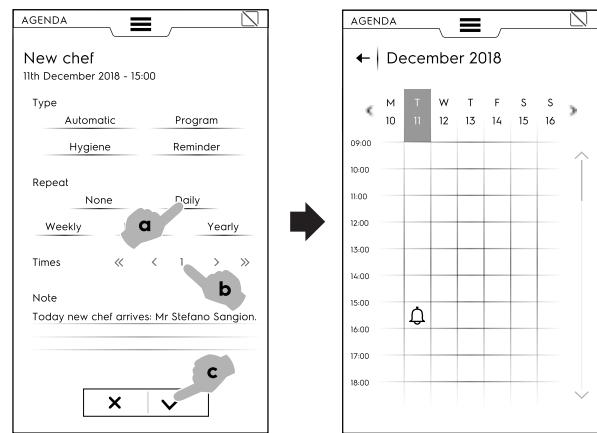 AGENDA
New chef
11th December 2018 - 15:00
Type
Automatic Program
Hygiene Reminder
Repeat
None Daily
Weekly Yearly
a
Times << < 1 > >>
b
Note
Today new chef arrives: Mr Stefano Sangion.
c
AGENDA
December 2018
M T W T F S S
10 11 12 13 14 15 16
09:00
10:00
11:00
12:00
13:00
14:00
15:00
16:00
17:00
18:00